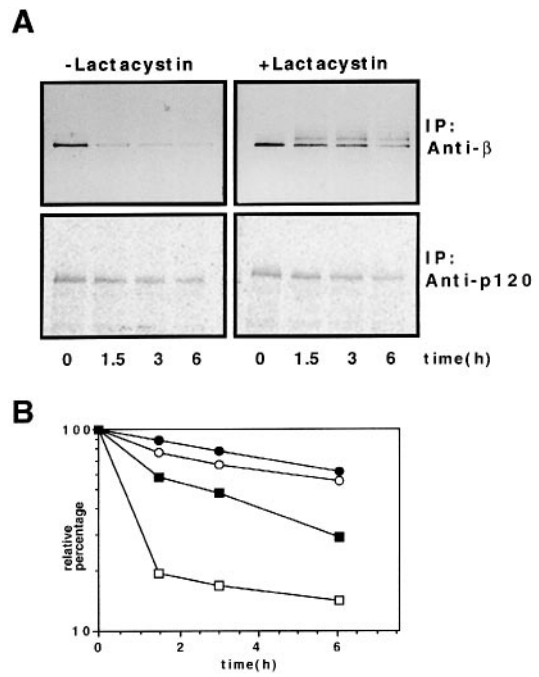 A
-Lactacystin +Lactacystin
IP:
Anti-β
IP:
Anti-p120
0 1.5 3 6 0 1.5 3 6 time(h)
B
100
relative
percentage
10
0 2 4 6
time(h)